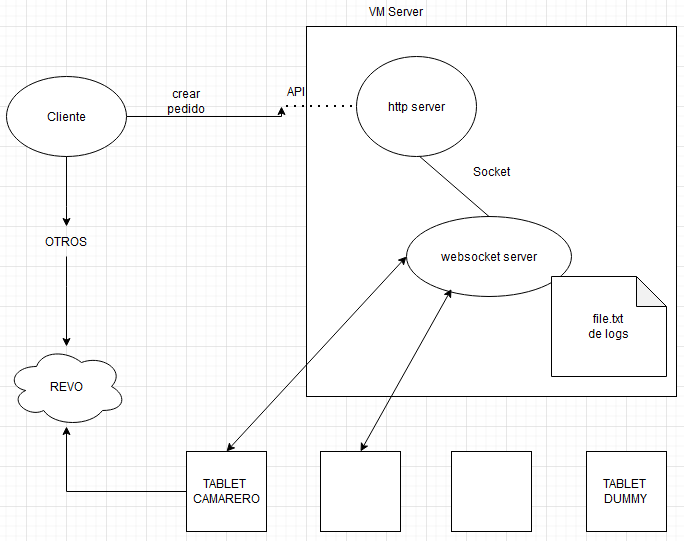 VM Server
crear
pedido
API
Cliente
http server
Socket
OTROS
websocket server
file.txt
de logs
REVO
TABLET
CAMARERO
TABLET
DUMMY